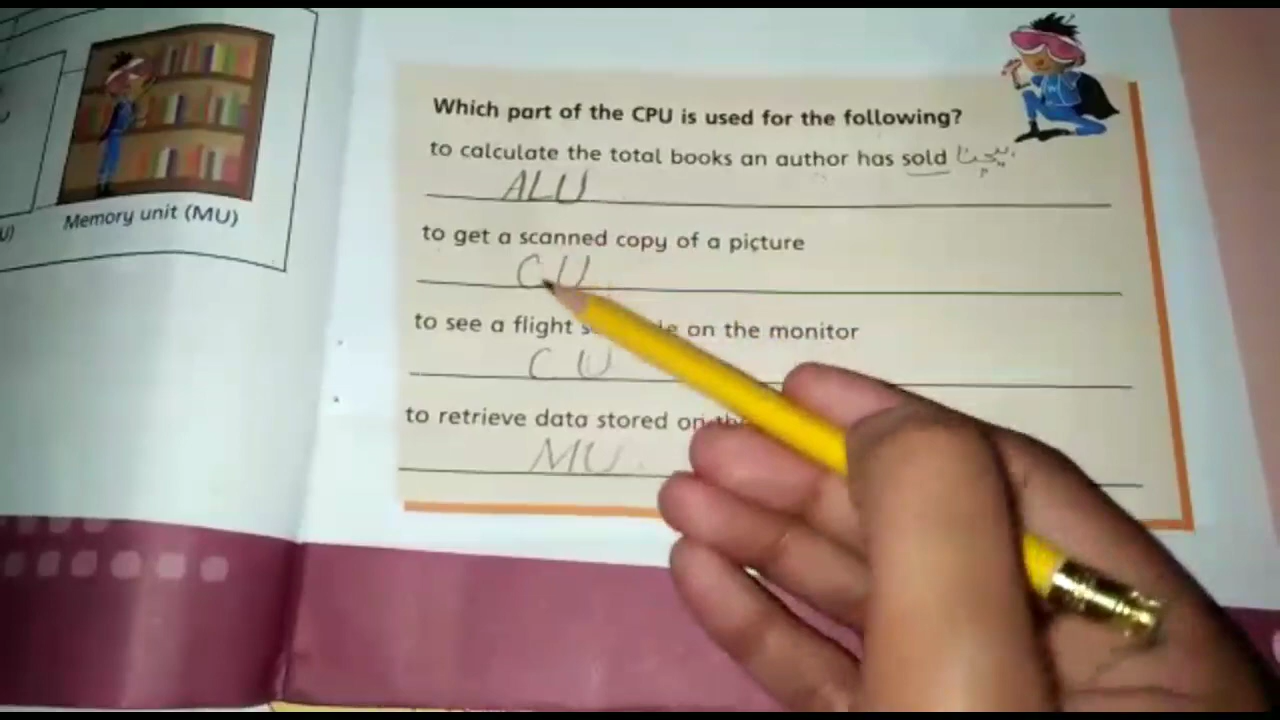 Memory unit (MU)
U)
Which part of the CPU is used for the following?
to calculate the total books an author has sold بیچنا
ALU
to get a scanned copy of a picture
CU
to see a flight on the monitor
CU
to retrieve data stored on
MU